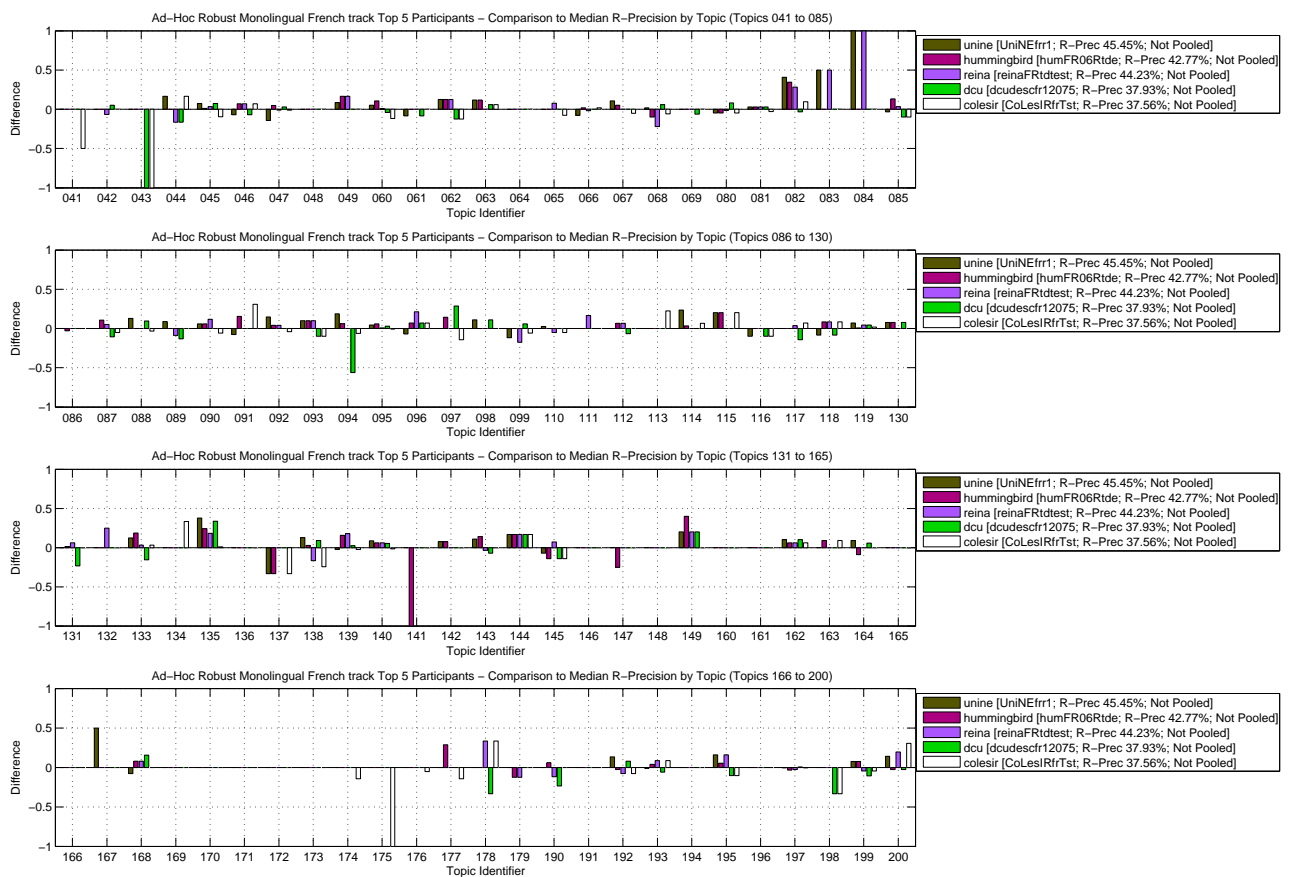 Ad−Hoc Robust Monolingual French track Top 5 Participants − Comparison to Median R−Precision by Topic (Topics 041 to 085)
1
0.5
0
−0.5
−1
Difference
041 042 043 044 045 046 047 048 049 060 061 062 063 065 066 067 068 069 080 081 082 083 084 085
Topic Identifier
unine [UniNEfrr1; R−Prec 45.45%; Not Pooled]
hummingbird [humFR06Rtde; R−Prec 42.77%; Not Pooled]
reina [reinaFRtdtest; R−Prec 44.23%; Not Pooled]
dcu [dcudescfr12075; R−Prec 37.93%; Not Pooled]
colesir [CoLesIRfrTst; R−Prec 37.56%; Not Pooled]
Ad−Hoc Robust Monolingual French track Top 5 Participants − Comparison to Median R−Precision by Topic (Topics 086 to 130)
1
0.5
0
−0.5
−1
Difference
086 087 088 089 090 091 092 093 094 095 096 097 098 099 110 111 112 113 114 115 116 117 118 119 130
Topic Identifier
unine [UniNEfrr1; R−Prec 45.45%; Not Pooled]
hummingbird [humFR06Rtde; R−Prec 42.77%; Not Pooled]
reina [reinaFRtdtest; R−Prec 44.23%; Not Pooled]
dcu [dcudescfr12075; R−Prec 37.93%; Not Pooled]
colesir [CoLesIRfrTst; R−Prec 37.56%; Not Pooled]
Ad−Hoc Robust Monolingual French track Top 5 Participants − Comparison to Median R−Precision by Topic (Topics 131 to 165)
1
0.5
0
−0.5
−1
Difference
131 132 133 134 135 136 137 138 139 140 141 142 143 144 145 147 148 149 160 161 162 163 164 165
Topic Identifier
unine [UniNEfrr1; R−Prec 45.45%; Not Pooled]
hummingbird [humFR06Rtde; R−Prec 42.77%; Not Pooled]
reina [reinaFRtdtest; R−Prec 44.23%; Not Pooled]
dcu [dcudescfr12075; R−Prec 37.93%; Not Pooled]
colesir [CoLesIRfrTst; R−Prec 37.56%; Not Pooled]
Ad−Hoc Robust Monolingual French track Top 5 Participants − Comparison to Median R−Precision by Topic (Topics 166 to 200)
1
0.5
0
−0.5
−1
Difference
166 167 168 169 170 171 172 173 174 175 176 177 178 179 190 191 192 193 194 195 196 197 198 199 200
Topic Identifier
unine [UniNEfrr1; R−Prec 45.45%; Not Pooled]
hummingbird [humFR06Rtde; R−Prec 42.77%; Not Pooled]
reina [reinaFRtdtest; R−Prec 44.23%; Not Pooled]
dcu [dcudescfr12075; R−Prec 37.93%; Not Pooled]
colesir [CoLesIRfrTst; R−Prec 37.56%; Not Pooled]